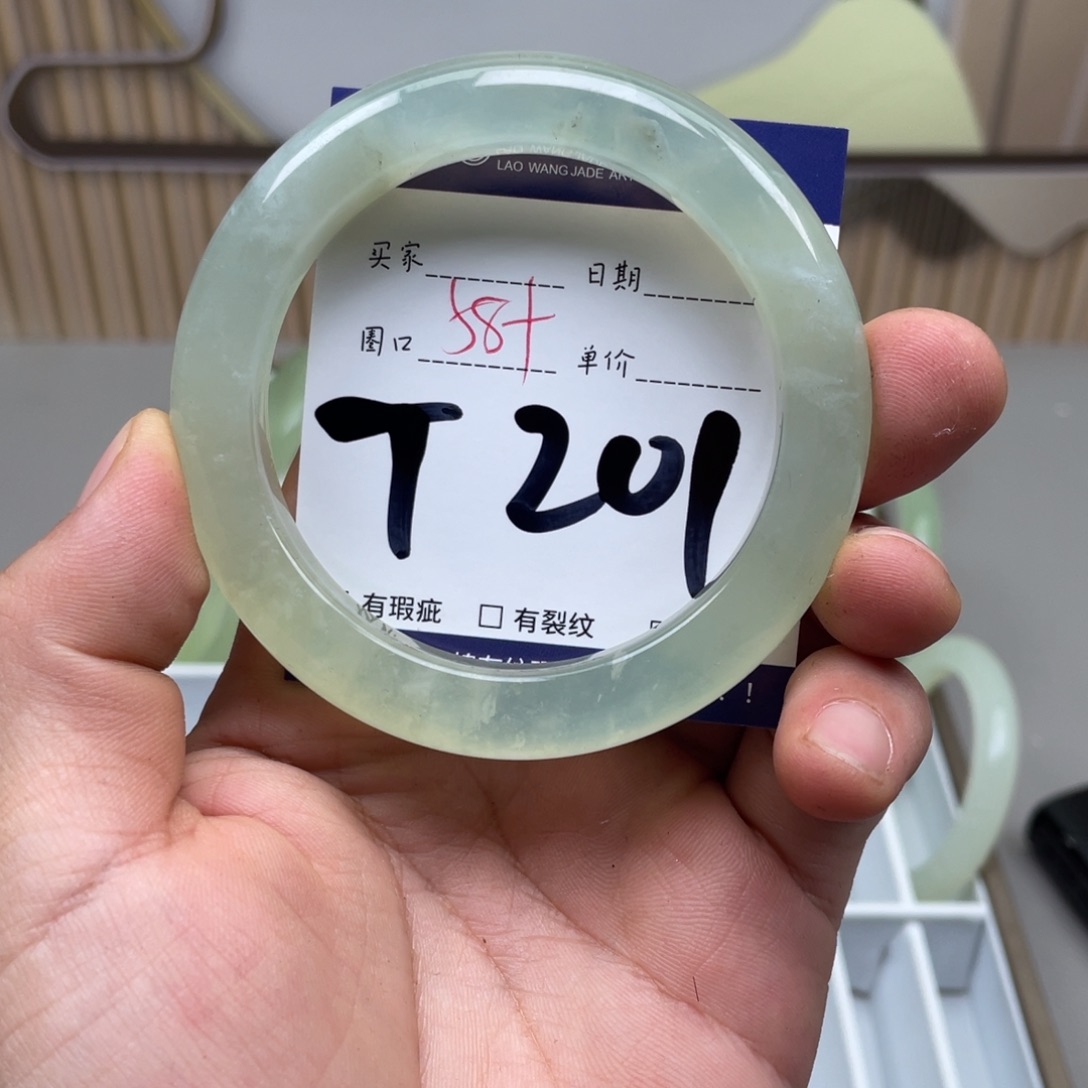 LAO WANG JADE AR
买家 日期
圈口 58+ 单价
T201
有瑕疵 □ 有裂纹
！